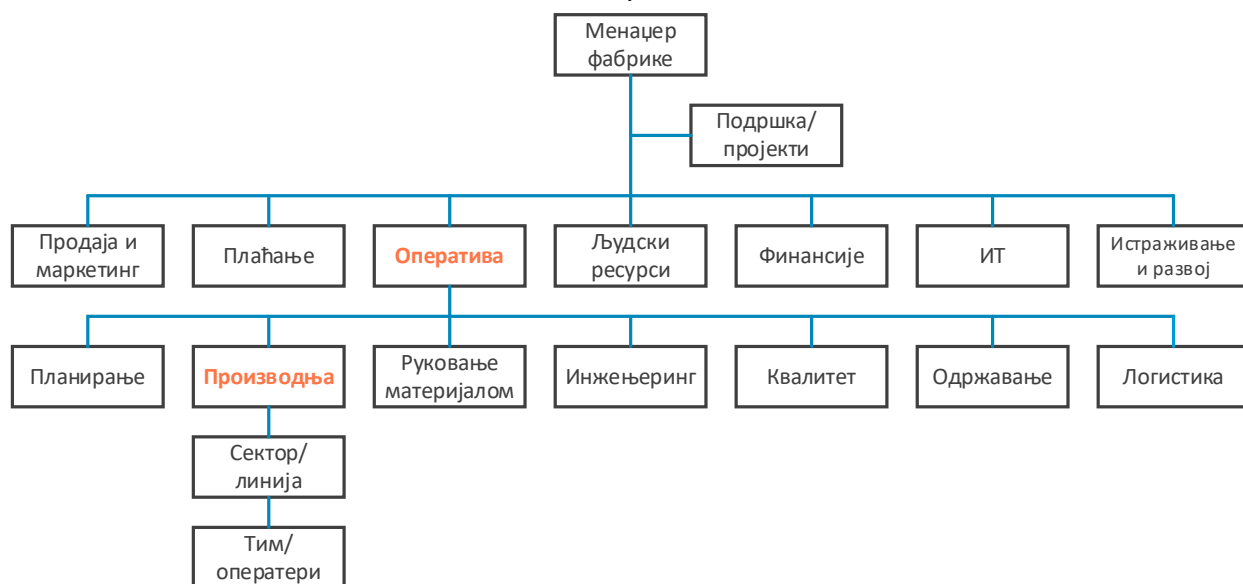 Менаџер
фабрике
Подршка/
пројекти
Продаја и
маркетинг
Плаћање
Оператива
Људски
ресурси
Финансије
ИТ
Истраживање
и развој
Планирање
Производња
Руковање
материјалом
Инжењеринг
Квалитет
Одржавање
Логистика
Сектор/
линија
Тим/
оператери